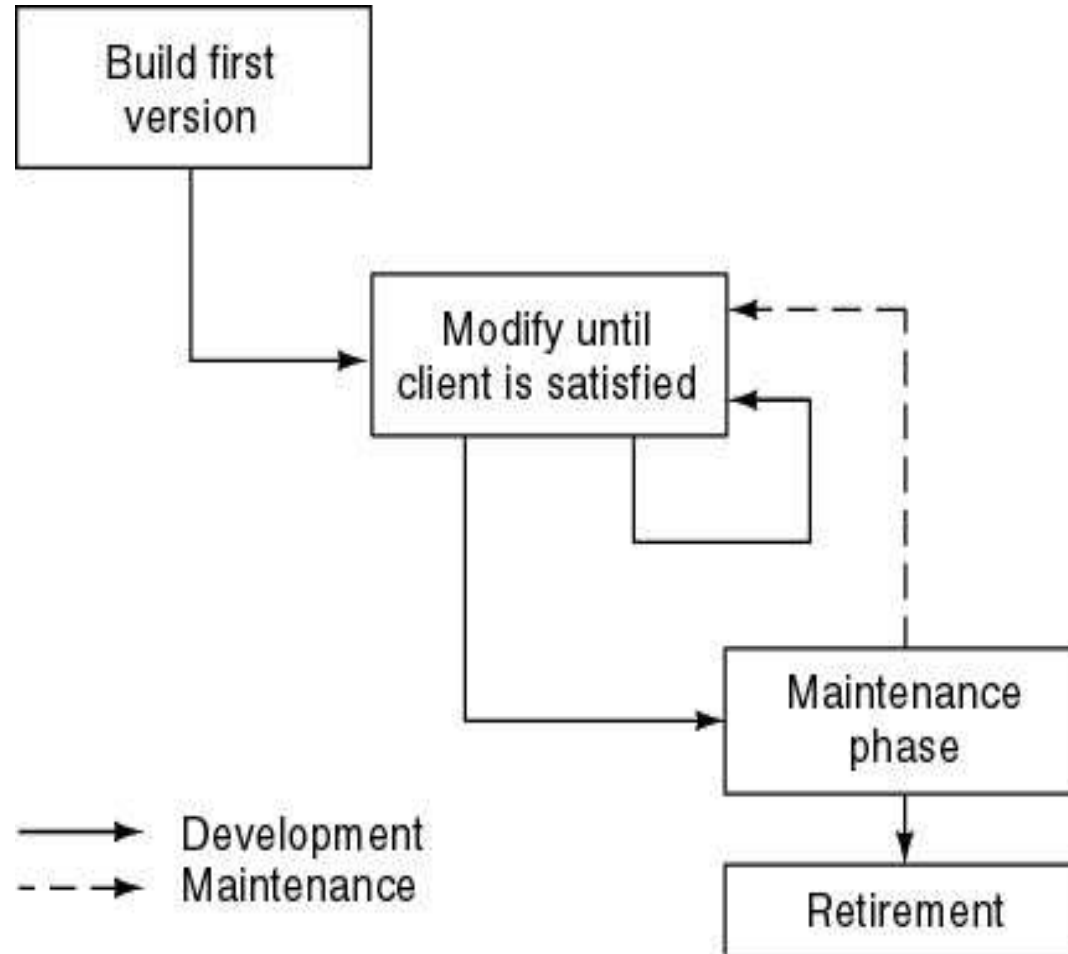 Build first
version
Modify until
client is satisfied
Maintenance
phase
Development
Maintenance
Retirement